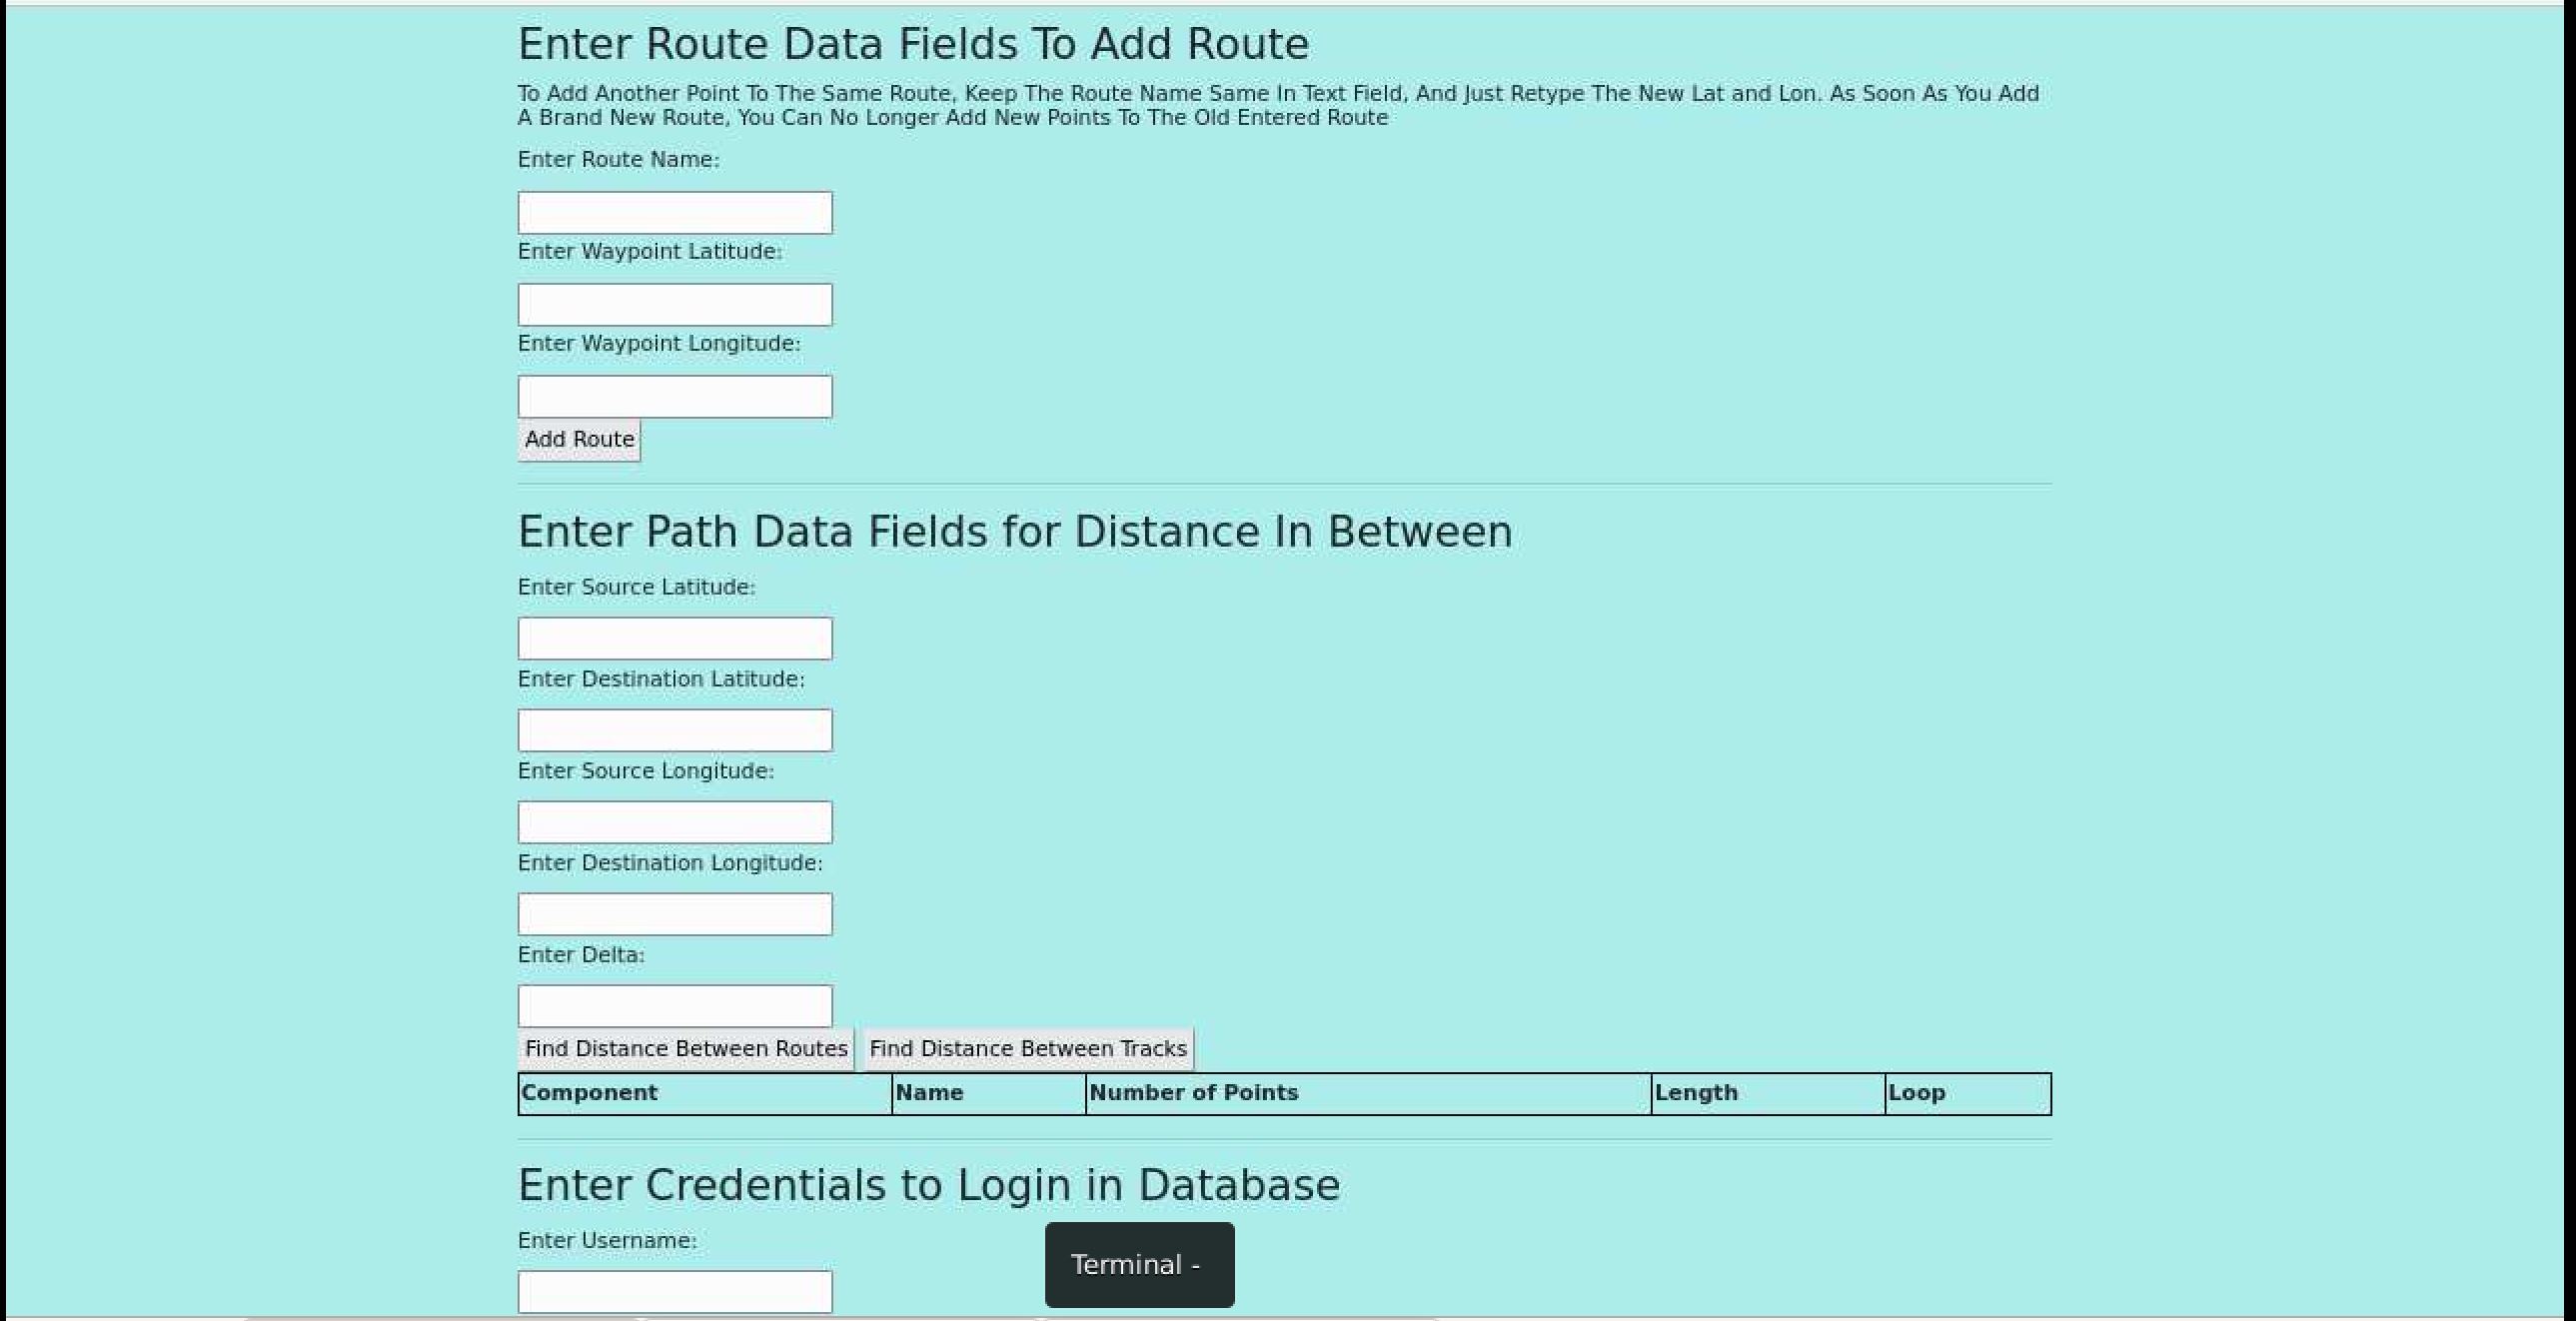 Enter Route Data Fields To Add Route
To Add Another Point To The Same Route, Keep The Route Name Same In Text Field, And Just Retype The New Lat and Lon. As Soon As You Add
A Brand New Route, You Can No Longer Add New Points To The Old Entered Route
Enter Route Name:
Enter Waypoint Latitude:
Enter Waypoint Longitude:
Add Route
Enter Path Data Fields for Distance In Between
Enter Source Latitude:
Enter Destination Latitude:
Enter Source Longitude:
Enter Destination Longitude:
Enter Delta:
Find Distance Between Routes Find Distance Between Tracks
Component Name Number of Points Length Loop
Enter Credentials to Login in Database
Enter Username:
Terminal -